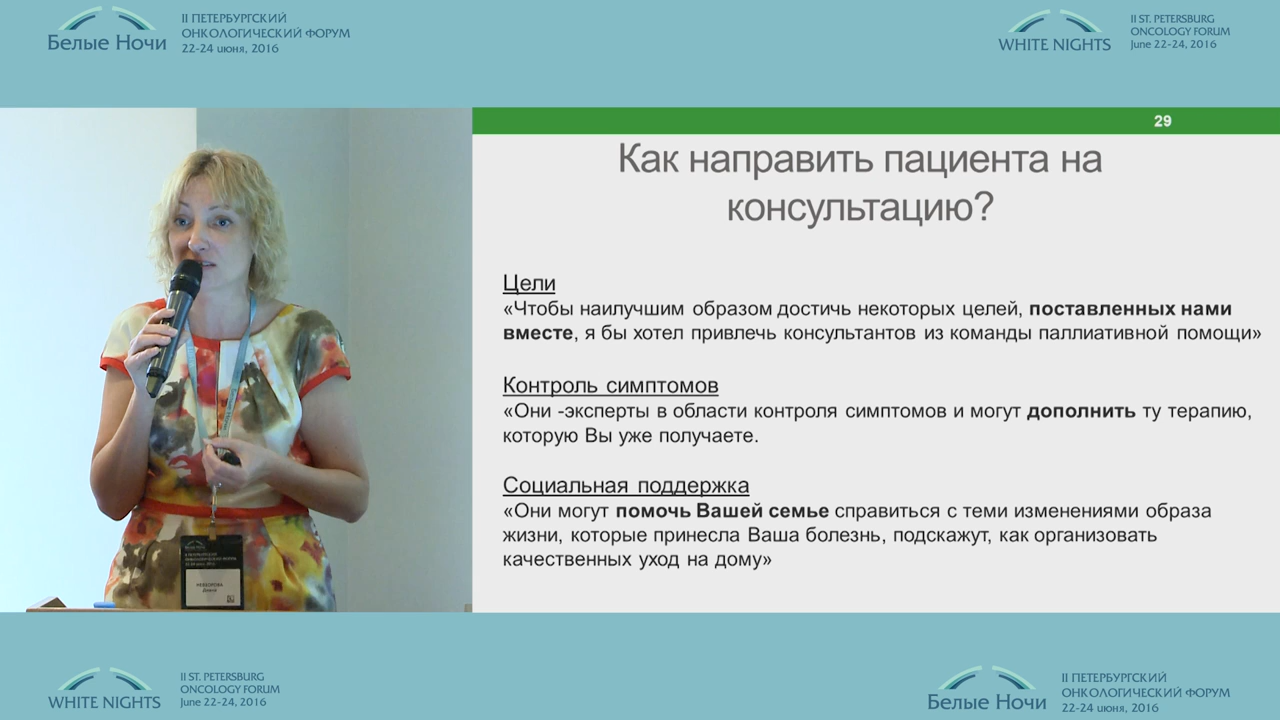 Белые Ночи
II ПЕТЕРБУРГСКИЙ
ОНКОЛОГИЧЕСКИЙ ФОРУМ
22-24 июня, 2016
WHITE NIGHTS
II ST. PETERSBURG
ONCOLOGY FORUM
June 22-24, 2016
29
Как направить пациента на
консультацию?
Цели
«Чтобы наилучшим образом достичь некоторых целей, поставленных нами
вместе, я бы хотел привлечь консультантов из команды паллиативной помощи»
Контроль симптомов
«Они -эксперты в области контроля симптомов и могут дополнить ту терапию,
которую Вы уже получаете.
Социальная поддержка
«Они могут помочь Вашей семье справиться с теми изменениями образа
жизни, которые принесла Ваша болезнь, подскажут, как организовать
качественных уход на дому»
WHITE NIGHTS
II ST. PETERSBURG
ONCOLOGY FORUM
June 22-24, 2016
Белые Ночи
II ПЕТЕРБУРГСКИЙ
ОНКОЛОГИЧЕСКИЙ ФОРУМ
22-24 июня, 2016